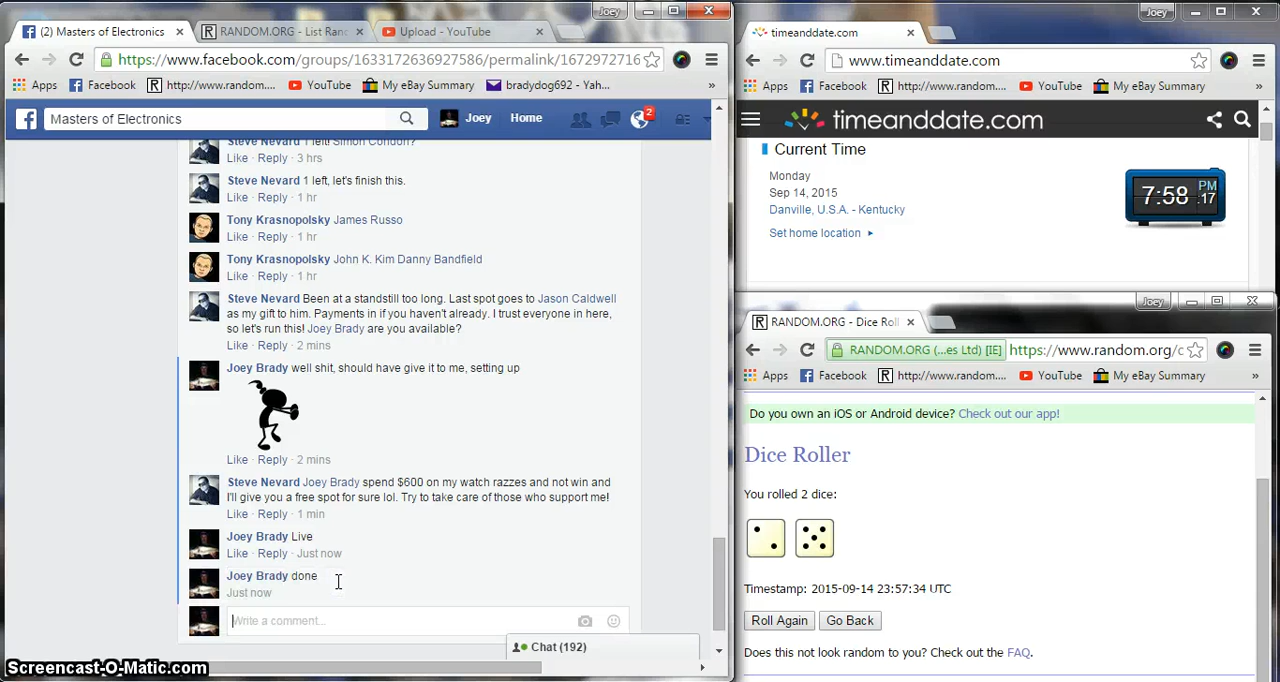 Joey
(2) Masters of Electronics
RANDOM.ORG - List Ran
Upload - YouTube
https://www.facebook.com/groups/1633172636927586/permalink/1672972716
Apps
Facebook
http://www.random....
YouTube
My eBay Summary
bradydog692 - Yah...
»
Masters of Electronics
Joey
Home
2
Steve Nevard 1 left! Simon Condon?
Like · Reply · 3 hrs
Steve Nevard 1 left, let's finish this.
Like · Reply · 1 hr
Tony Krasnopolsky James Russo
Like · Reply · 1 hr
Tony Krasnopolsky John K. Kim Danny Bandfield
Like · Reply · 1 hr
Steve Nevard Been at a standstill too long. Last spot goes to Jason Caldwell
as my gift to him. Payments in if you haven't already. I trust everyone in here,
so let's run this! Joey Brady are you available?
Like · Reply · 2 mins
Joey Brady well shit, should have give it to me, setting up
Like · Reply · 2 mins
Steve Nevard Joey Brady spend $600 on my watch razzes and not win and
I'll give you a free spot for sure lol. Try to take care of those who support me!
Like · Reply · 1 min
Joey Brady Live
Like · Reply · Just now
Joey Brady done
Just now
Write a comment...
Chat (192)
Screencast-O-Matic.com
Joey
timeanddate.com
www.timeanddate.com
Apps
Facebook
http://www.random....
YouTube
My eBay Summary
»
timeanddate.com
Current Time
Monday
Sep 14, 2015
Danville, U.S.A. - Kentucky
Set home location
7:58 PM .17
Joey
RANDOM.ORG - Dice Roll
RANDOM.ORG (...es Ltd) [IE]
https://www.random.org/c
Apps
Facebook
http://www.random....
YouTube
My eBay Summary
»
Do you own an iOS or Android device? Check out our app!
Dice Roller
You rolled 2 dice:
Timestamp: 2015-09-14 23:57:34 UTC
Roll Again
Go Back
Does this not look random to you? Check out the FAQ.